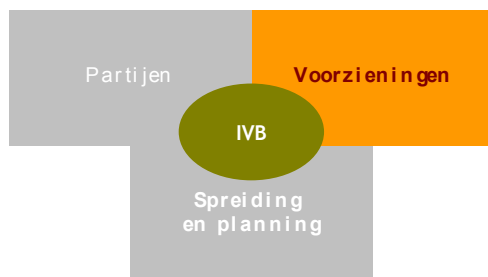 Partijen
Voorzieningen
IVB
Spreiding
en planning